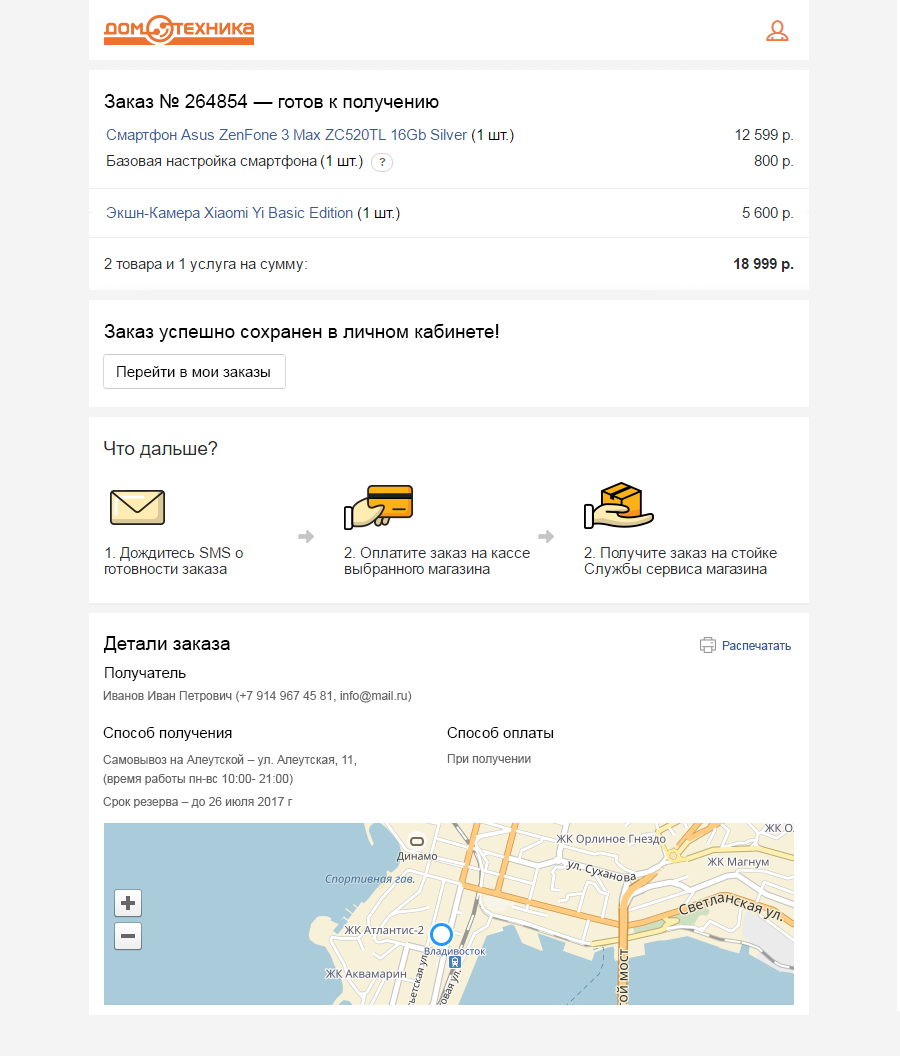 ДОМОТЕХНИКА
Заказ № 264854 — готов к получению
Смартфон Asus ZenFone 3 Max ZC520TL 16Gb Silver (1 шт.) 12 599 р.
Базовая настройка смартфона (1 шт.) ? 800 р.
Экшн-Камера Xiaomi Yi Basic Edition (1 шт.) 5 600 р.
2 товара и 1 услуга на сумму: 18 999 р.
Заказ успешно сохранен в личном кабинете!
Перейти в мои заказы
Что дальше?
1. Дождитесь SMS о
готовности заказа
2. Оплатите заказ на кассе
выбранного магазина
2. Получите заказ на стойке
Службы сервиса магазина
Детали заказа
Распечатать
Получатель
Иванов Иван Петрович (+7 914 967 45 81, info@mail.ru)
Способ получения
Самовывоз на Алеутской – ул. Алеутская, 11,
(время работы пн-вс 10:00- 21:00)
Срок резерва – до 26 июля 2017 г
Способ оплаты
При получении
ЖК О.
ЖК Орлиное Гнездо
Динамо
ЖК Магнум
ул. Суханова
Спортивная гав.
Светланская ул.
ЖК Атлантис-2
Владивосток
ЖК Аквамарин
той мост